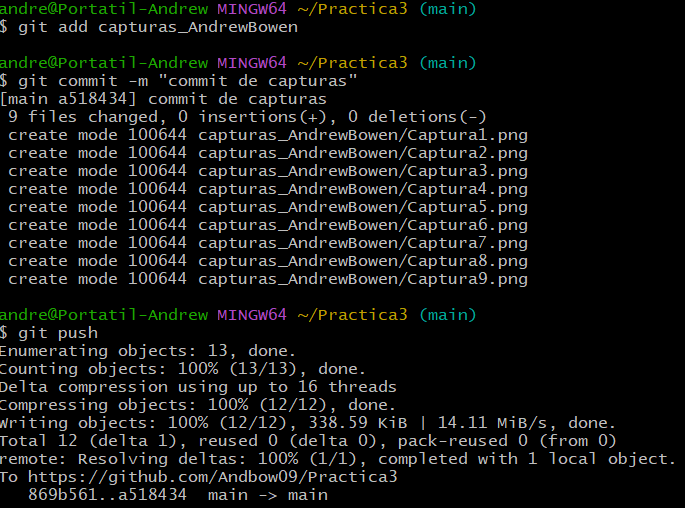 andre@Portatil-Andrew MINGW64 ~/Practica3 (main)
$ git add capturas_AndrewBowen
andre@Portatil-Andrew MINGW64 ~/Practica3 (main)
$ git commit -m "commit de capturas"
[main a518434] commit de capturas
 9 files changed, 0 insertions(+), 0 deletions(-)
 create mode 100644 capturas_AndrewBowen/Captura1.png
 create mode 100644 capturas_AndrewBowen/Captura2.png
 create mode 100644 capturas_AndrewBowen/Captura3.png
 create mode 100644 capturas_AndrewBowen/Captura4.png
 create mode 100644 capturas_AndrewBowen/Captura5.png
 create mode 100644 capturas_AndrewBowen/Captura6.png
 create mode 100644 capturas_AndrewBowen/Captura7.png
 create mode 100644 capturas_AndrewBowen/Captura8.png
 create mode 100644 capturas_AndrewBowen/Captura9.png
andre@Portatil-Andrew MINGW64 ~/Practica3 (main)
$ git push
Enumerating objects: 13, done.
Counting objects: 100% (13/13), done.
Delta compression using up to 16 threads
Compressing objects: 100% (12/12), done.
Writing objects: 100% (12/12), 338.59 KiB | 14.11 MiB/s, done.
Total 12 (delta 1), reused 0 (delta 0), pack-reused 0 (from 0)
remote: Resolving deltas: 100% (1/1), completed with 1 local object.
To https://github.com/Andbow09/Practica3
   869b561..a518434  main -> main